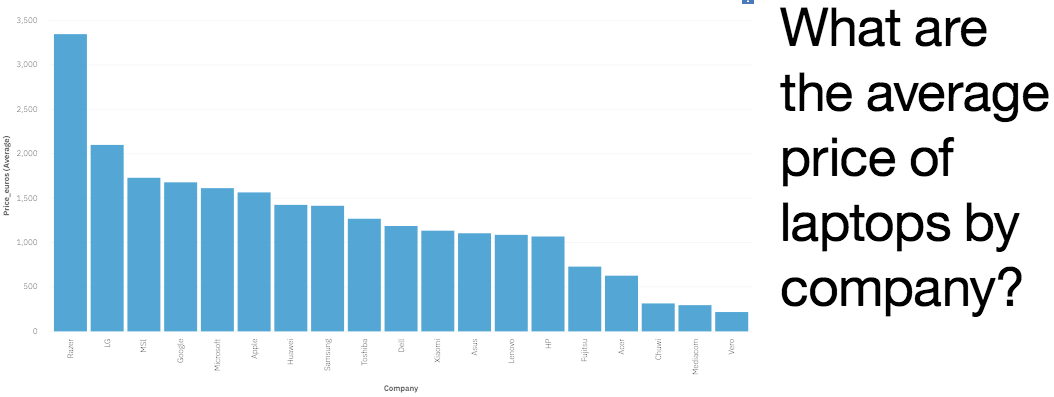 3,500
3,000
2,500
2,000
1,500
1,000
500
0
Price_euros (Average)
Razer
LG
MSI
Google
Microsoft
Apple
Huawei
Samsung
Toshiba
Dell
Xiaomi
Asus
Lenovo
HP
Fujitsu
Acer
Chuwi
Mediacom
Vero
Company
What are
the average
price of
laptops by
company?